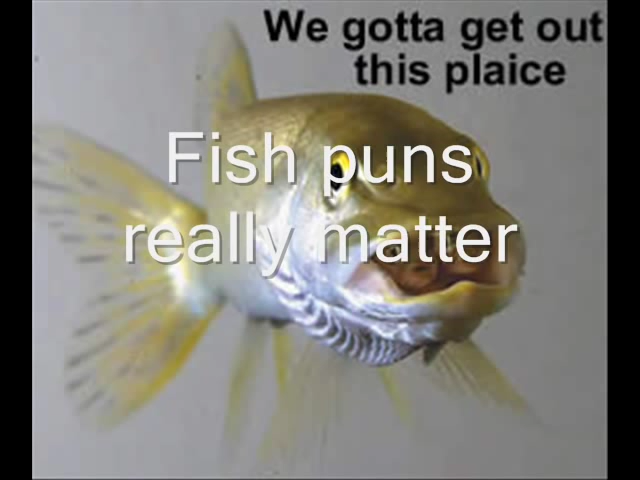 We gotta get out
this plaice
Fish puns
really matter